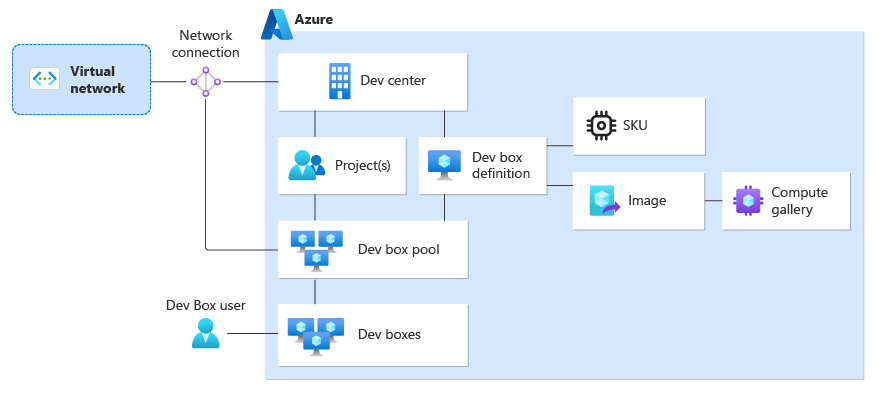 Azure
Network
connection
Virtual
network
Dev center
SKU
Project(s)
Dev box
definition
Image
Compute
gallery
Dev box pool
Dev Box user
Dev boxes